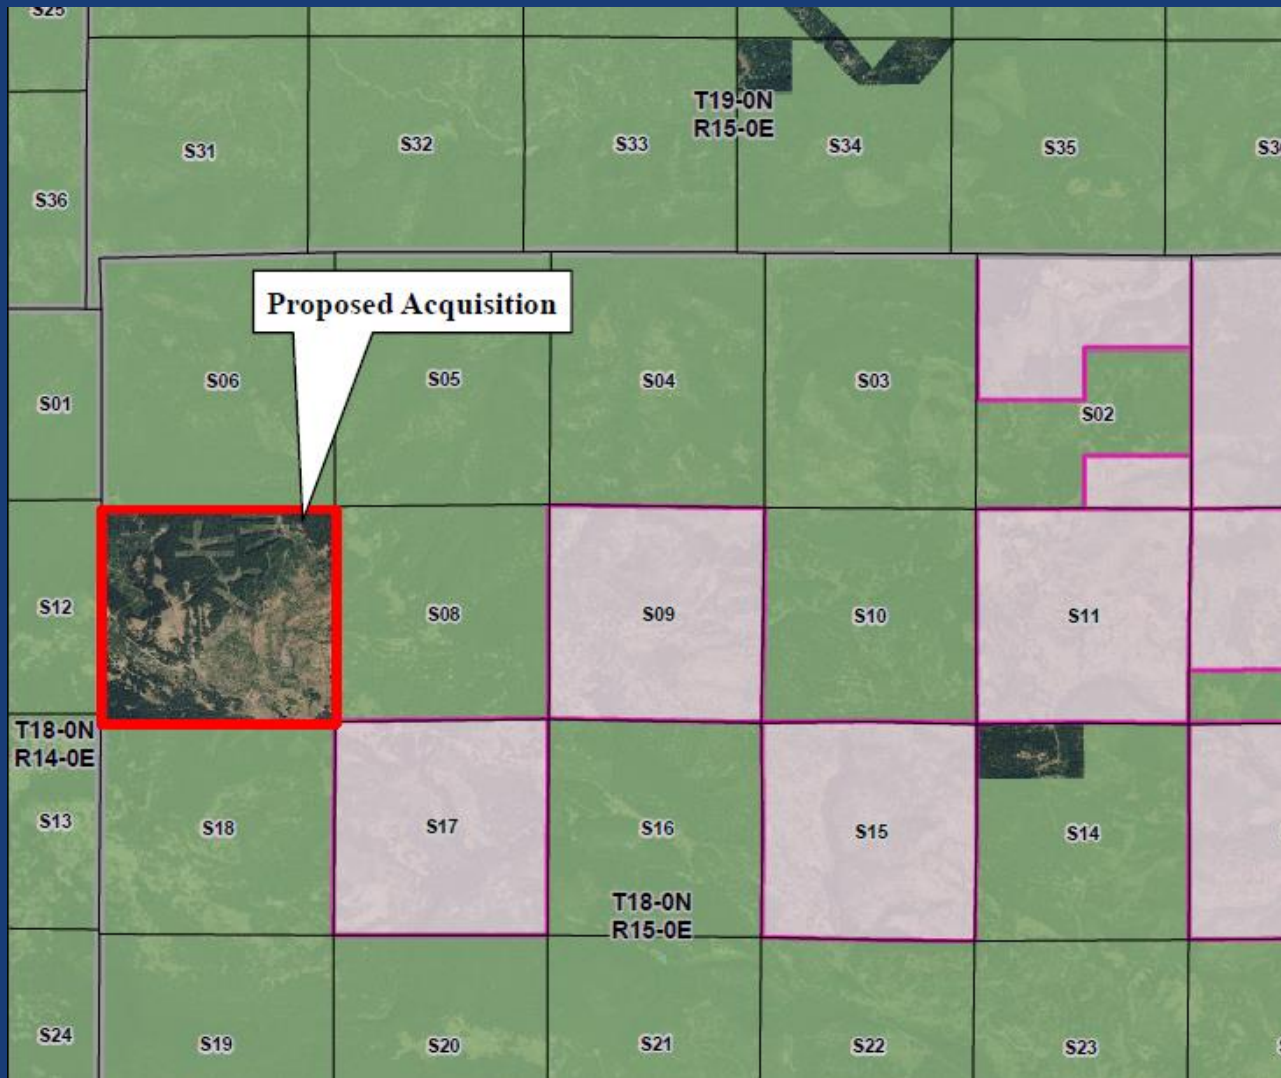 S25
T19-0N
R15-0E
S31
S32
S33
S34
S35
S36
Proposed Acquisition
S06
S05
S04
S03
S01
S02
S12
S08
S09
S10
S11
T18-0N
R14-0E
S13
S18
S17
S16
S15
S14
T18-0N
R15-0E
S24
S19
S20
S21
S22
S23